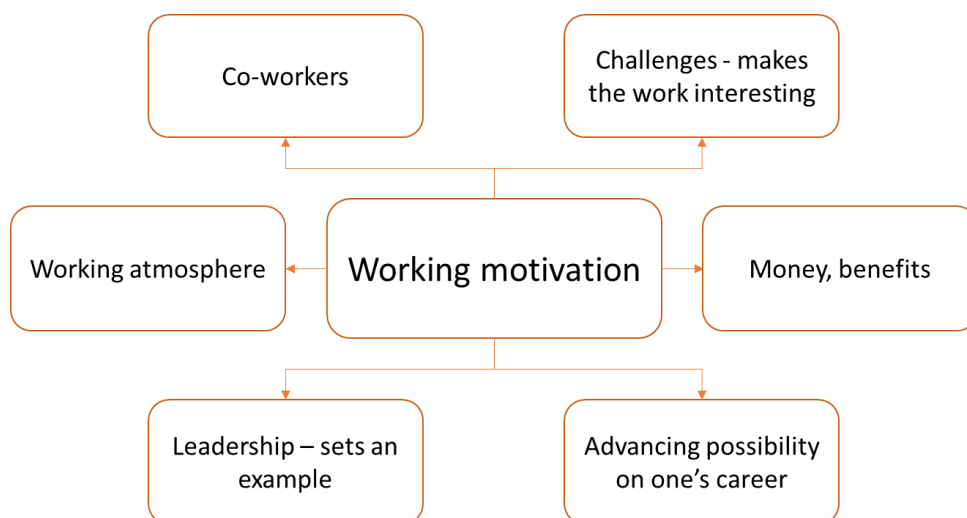 Co-workers
Challenges - makes
the work interesting
Working atmosphere
Working motivation
Money, benefits
Leadership – sets an
example
Advancing possibility
on one’s career